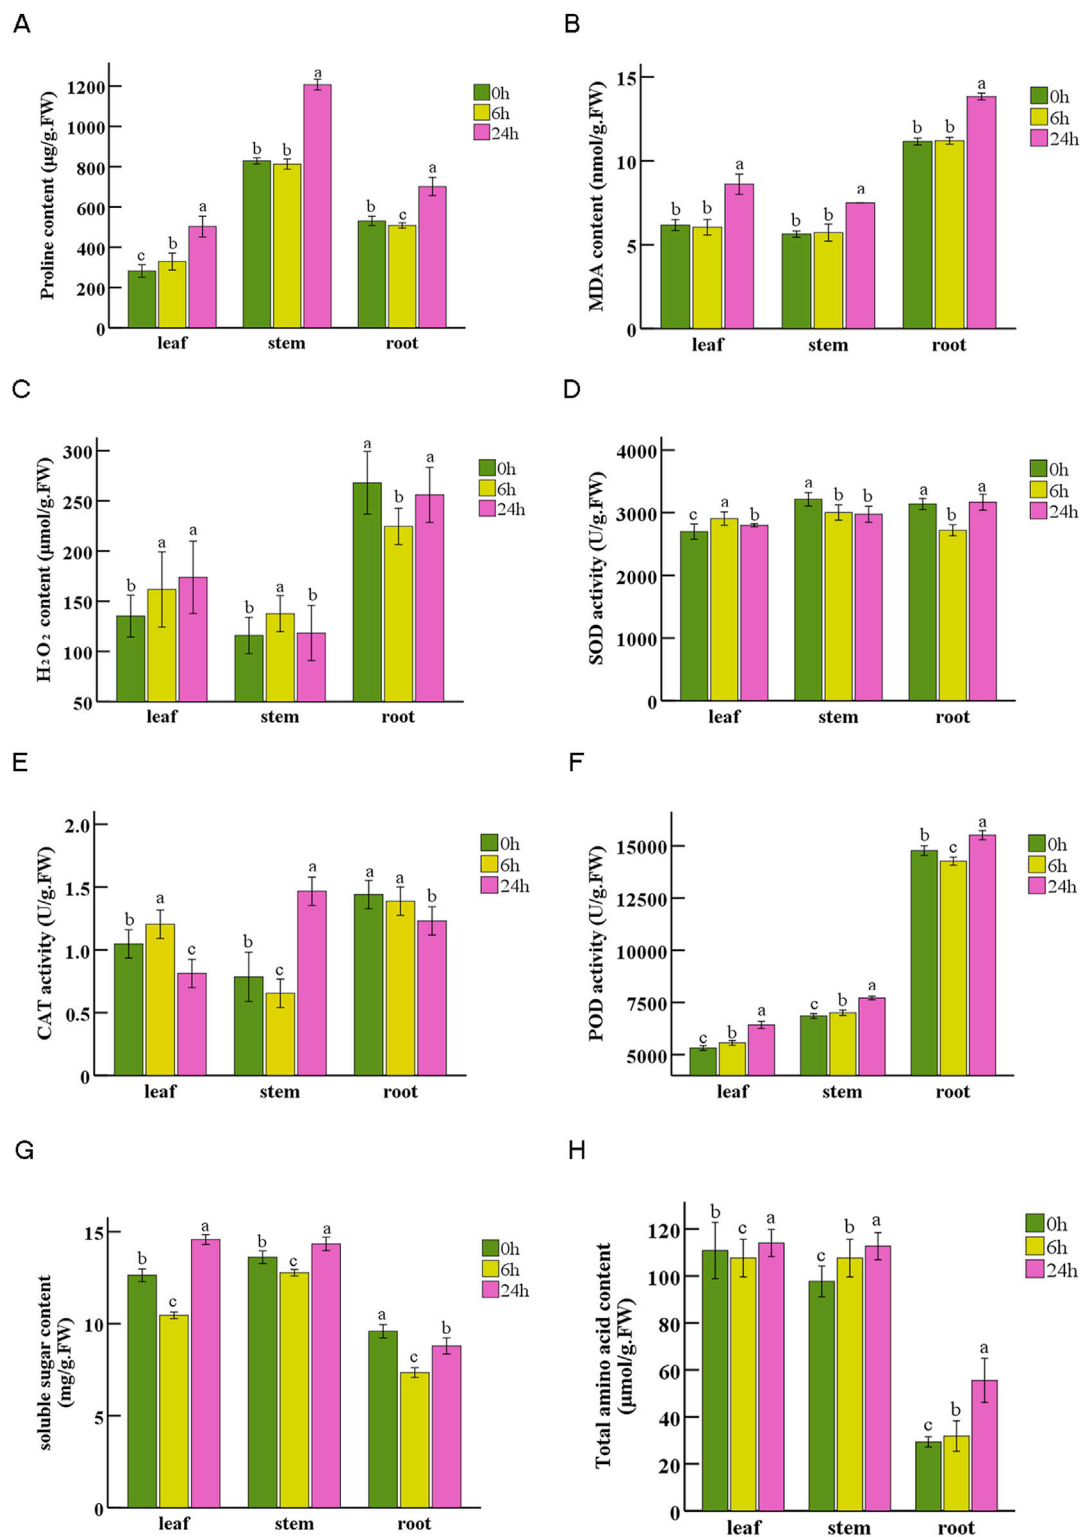 A
Proline content (μg/g.FW)
1200
1000
800
600
400
200
0
c
b
a
b
b
a
b
c
a
leaf
stem
root
0h
6h
24h
B
MDA content (nmol/g.FW)
15
10
5
0
b
b
a
b
b
a
b
b
a
leaf
stem
root
0h
6h
24h
C
H₂O₂ content (μmol/g.FW)
300
250
200
150
100
50
b
a
a
b
a
b
a
b
a
leaf
stem
root
0h
6h
24h
D
SOD activity (U/g.FW)
4000
3000
2000
1000
0
c
a
b
a
b
b
a
b
a
leaf
stem
root
0h
6h
24h
E
CAT activity (U/g.FW)
2.0
1.5
1.0
0.5
0
b
a
c
b
c
a
a
a
b
leaf
stem
root
0h
6h
24h
F
POD activity (U/g.FW)
15000
12500
10000
7500
5000
c
b
a
c
b
a
b
c
a
leaf
stem
root
0h
6h
24h
G
soluble sugar content
(mg/g.FW)
15
10
5
0
b
c
a
b
c
a
a
c
b
leaf
stem
root
0h
6h
24h
H
Total amino acid content
(μmol/g.FW)
120
100
80
60
40
20
0
b
c
a
c
b
a
c
b
a
leaf
stem
root
0h
6h
24h